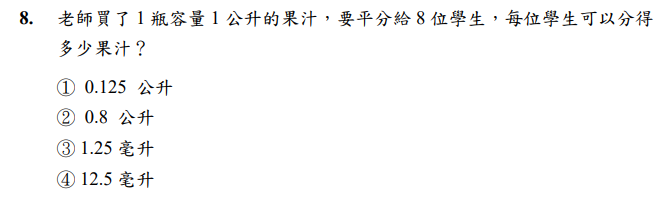 8. 老師買了 1 瓶容量 1 公升的果汁，要平分給 8 位學生，每位學生可以分得
多少果汁？
① 0.125 公升
② 0.8 公升
③ 1.25 毫升
④ 12.5 毫升